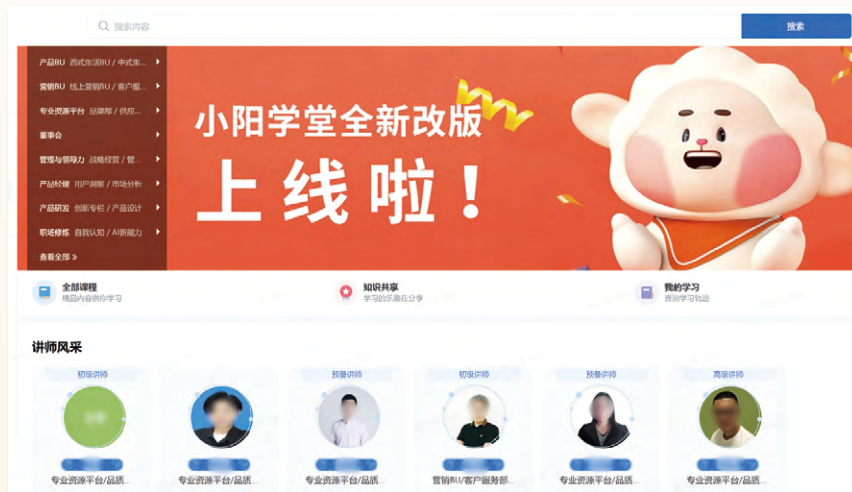 搜索内容
搜索
产品BU 西式生活BU / 中式生...
营销BU 线上营销BU / 客户服...
专业资源平台 品牌部 / 供应...
董事会
管理与领导力 战略经营 / 管...
产品经理 用户洞察 / 市场分析
产品研发 创新专栏 / 产品设计
职场修炼 自我认知 / AI新能力
查看全部 »
小阳学堂全新改版
上线啦！
全部课程
精品内容供你学习
知识共享
学习的乐趣在分享
我的学习
查询学习轨迹
讲师风采
初级讲师
预备讲师
初级讲师
预备讲师
高级讲师
专业资源平台/品质...
专业资源平台/品质...
专业资源平台/品质...
营销BU/客户服务部...
专业资源平台/品质...
专业资源平台/品质...